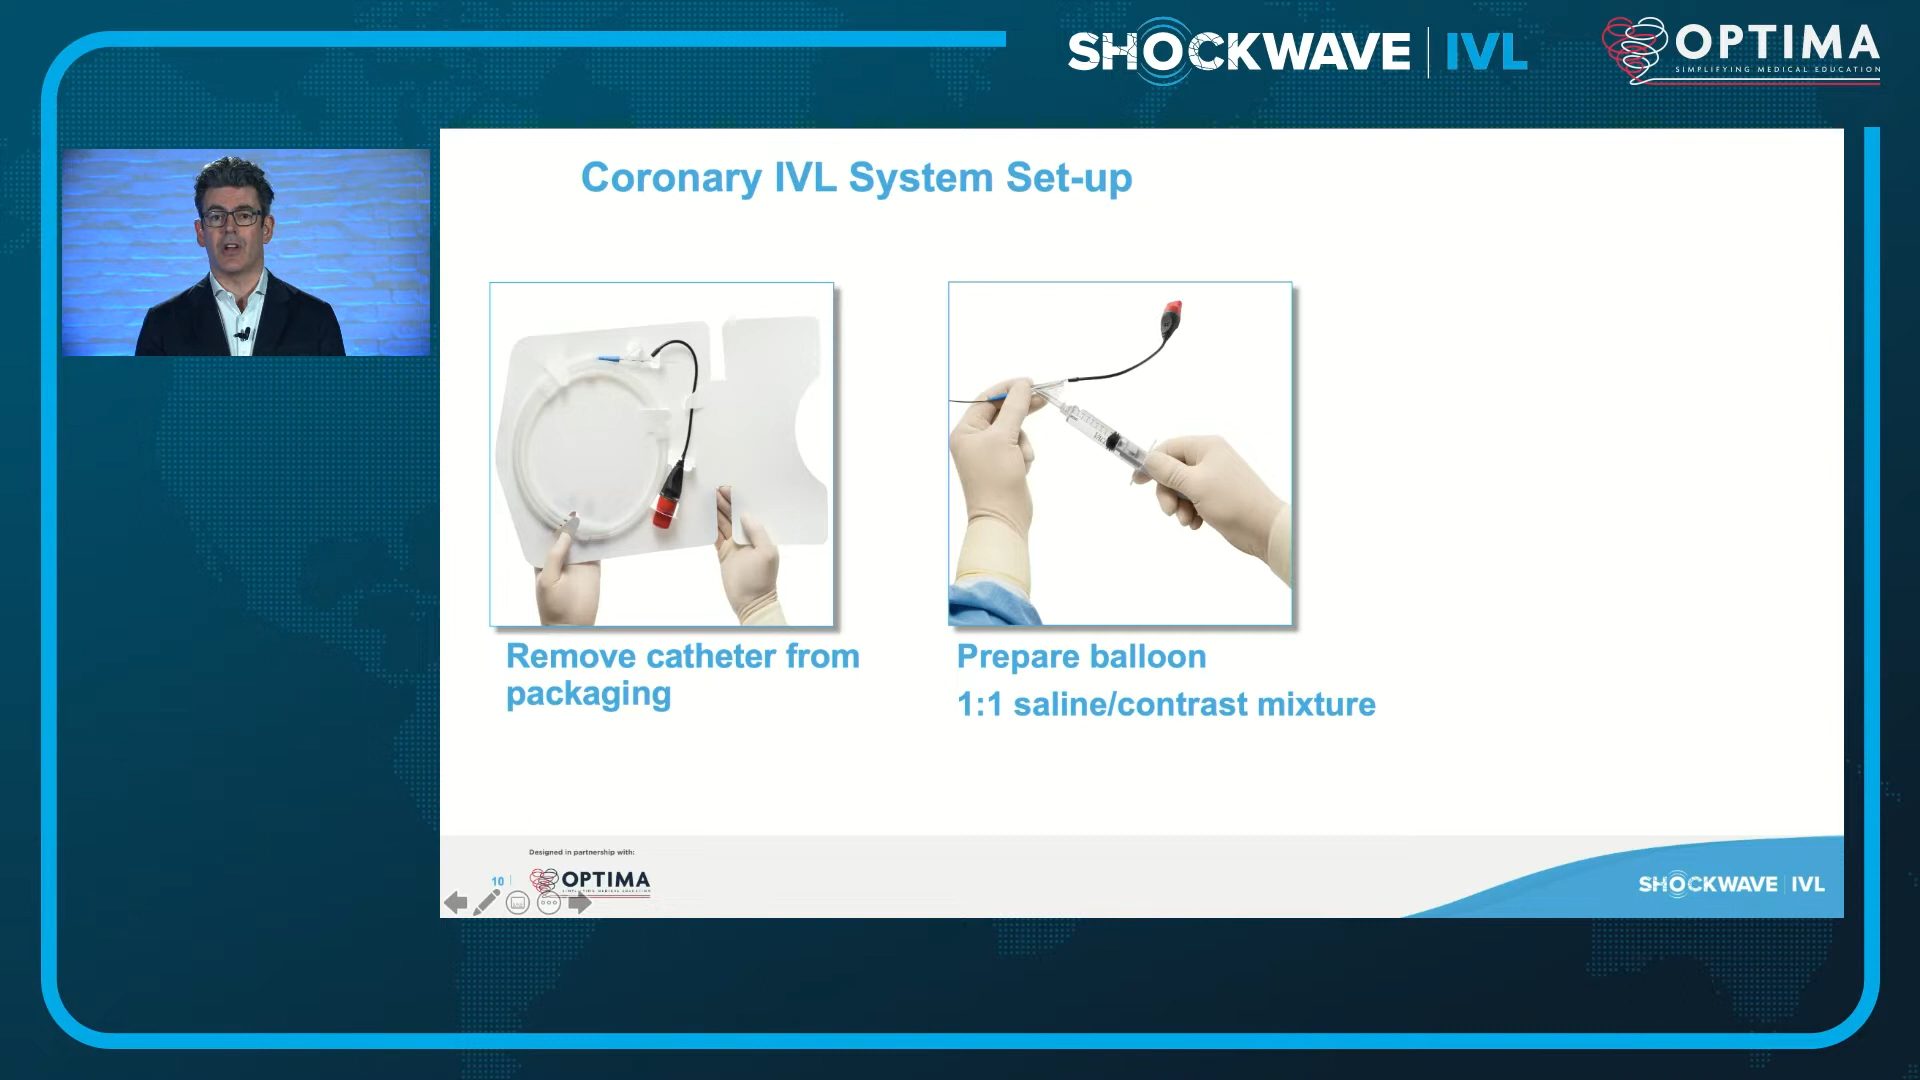 SHOCKWAVE | IVL
OPTIMA
SIMPLIFYING MEDICAL EDUCATION
Coronary IVL System Set-up
Remove catheter from
packaging
Prepare balloon
1:1 saline/contrast mixture
Designed in partnership with:
10
OPTIMA
SHOCKWAVE | IVL